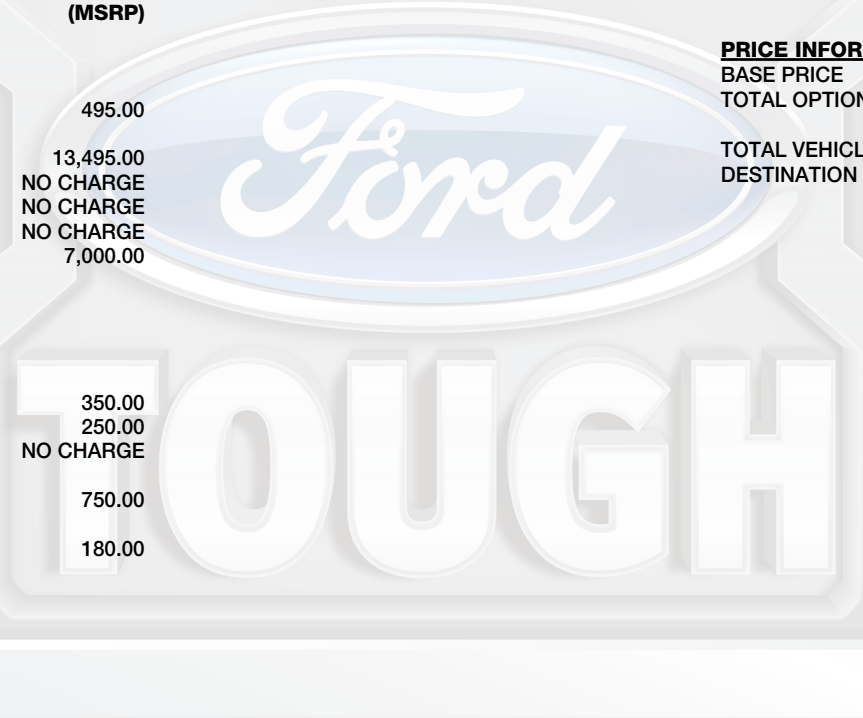 (MSRP)
495.00
13,495.00
NO CHARGE
NO CHARGE
NO CHARGE
7,000.00
350.00
250.00
NO CHARGE
750.00
180.00
PRICE INFOR
BASE PRICE
TOTAL OPTION
TOTAL VEHICL
DESTINATION
Ford
TOUGH